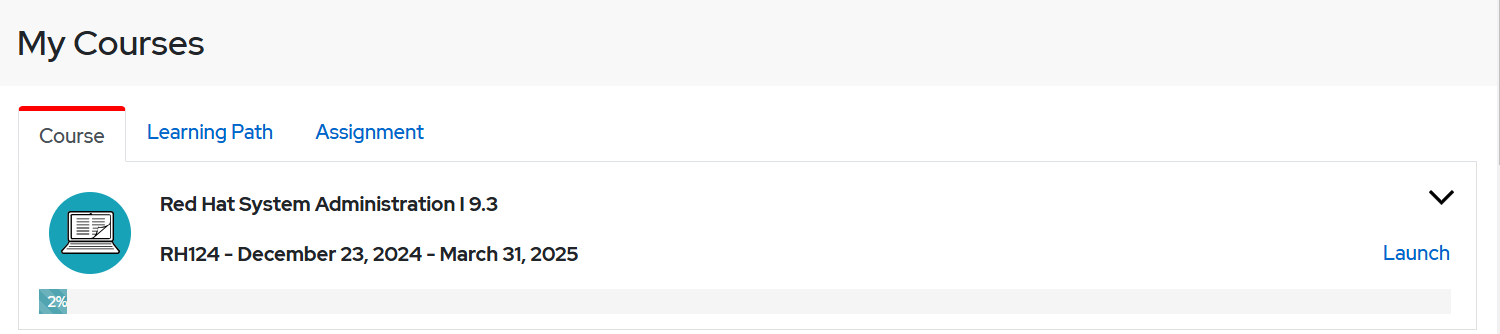 My Courses
Course
Learning Path
Assignment
Red Hat System Administration I 9.3
RH124 - December 23, 2024 - March 31, 2025
Launch
2%